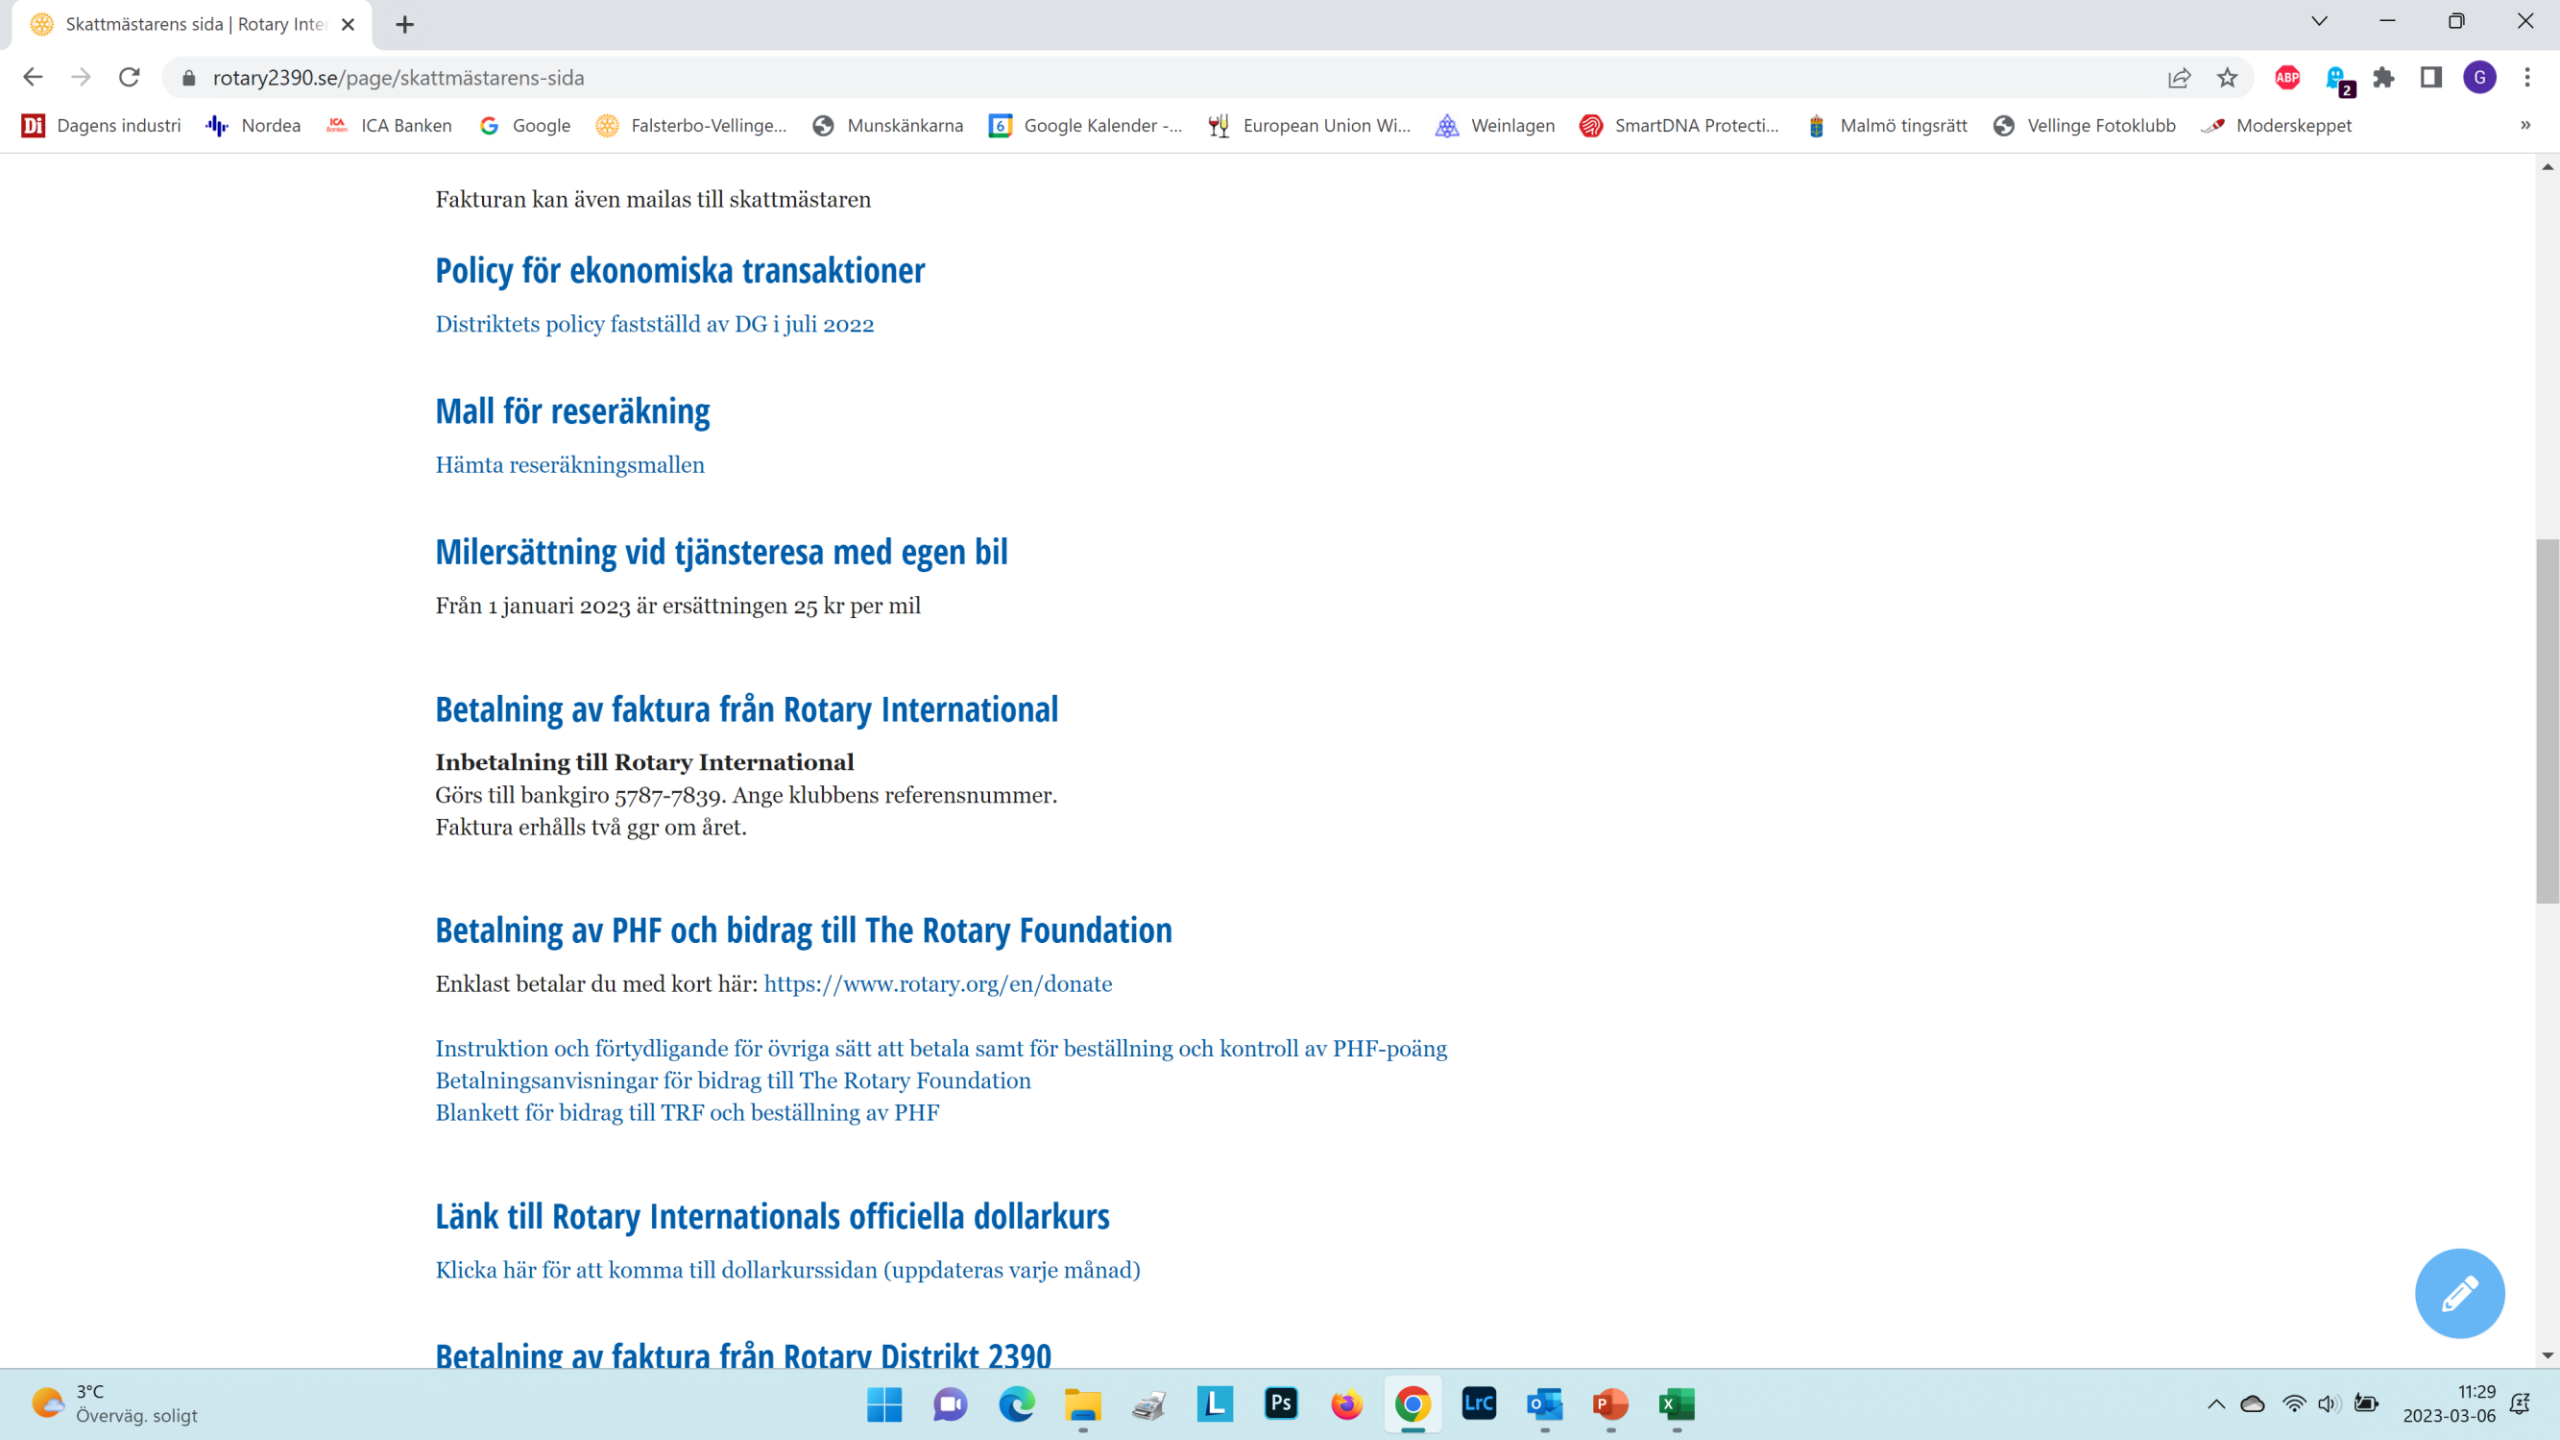 Skattmästarens sida | Rotary Inter
rotary2390.se/page/skattmästarens-sida
ABP
2
G
Di Dagens industri
Nordea
ICA Banken ICA Banken
G Google
Falsterbo-Vellinge...
Munskänkarna
6 Google Kalender -...
European Union Wi...
Weinlagen
SmartDNA Protecti...
Malmö tingsrätt
Vellinge Fotoklubb
Moderskeppet
»
Fakturan kan även mailas till skattmästaren
Policy för ekonomiska transaktioner
Distriktets policy fastställd av DG i juli 2022
Mall för reseräkning
Hämta reseräkningsmallen
Milersättning vid tjänsteresa med egen bil
Från 1 januari 2023 är ersättningen 25 kr per mil
Betalning av faktura från Rotary International
Inbetalning till Rotary International
Görs till bankgiro 5787-7839. Ange klubbens referensnummer.
Faktura erhålls två ggr om året.
Betalning av PHF och bidrag till The Rotary Foundation
Enklast betalar du med kort här: https://www.rotary.org/en/donate
Instruktion och förtydligande för övriga sätt att betala samt för beställning och kontroll av PHF-poäng
Betalningsanvisningar för bidrag till The Rotary Foundation
Blankett för bidrag till TRF och beställning av PHF
Länk till Rotary Internationals officiella dollarkurs
Klicka här för att komma till dollarkurssidan (uppdateras varje månad)
Betalning av faktura från Rotary Distrikt 2390
3°C
Överväg. soligt
L
Ps
LrC
O
P
X
11:29
2023-03-06